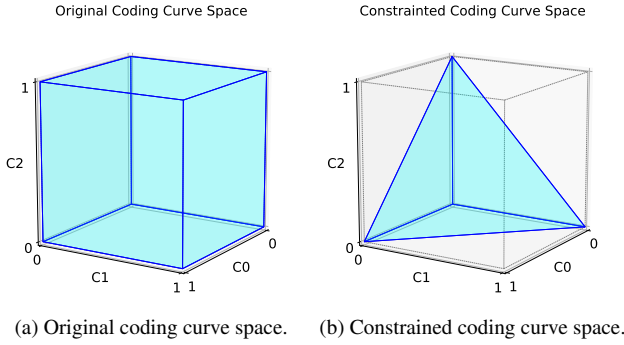 Original Coding Curve Space
Constrainted Coding Curve Space
1
C2
0
0
C1
1
1
C0
0
1
C2
0
0
C1
1
1
C0
0
(a) Original coding curve space.
(b) Constrained coding curve space.